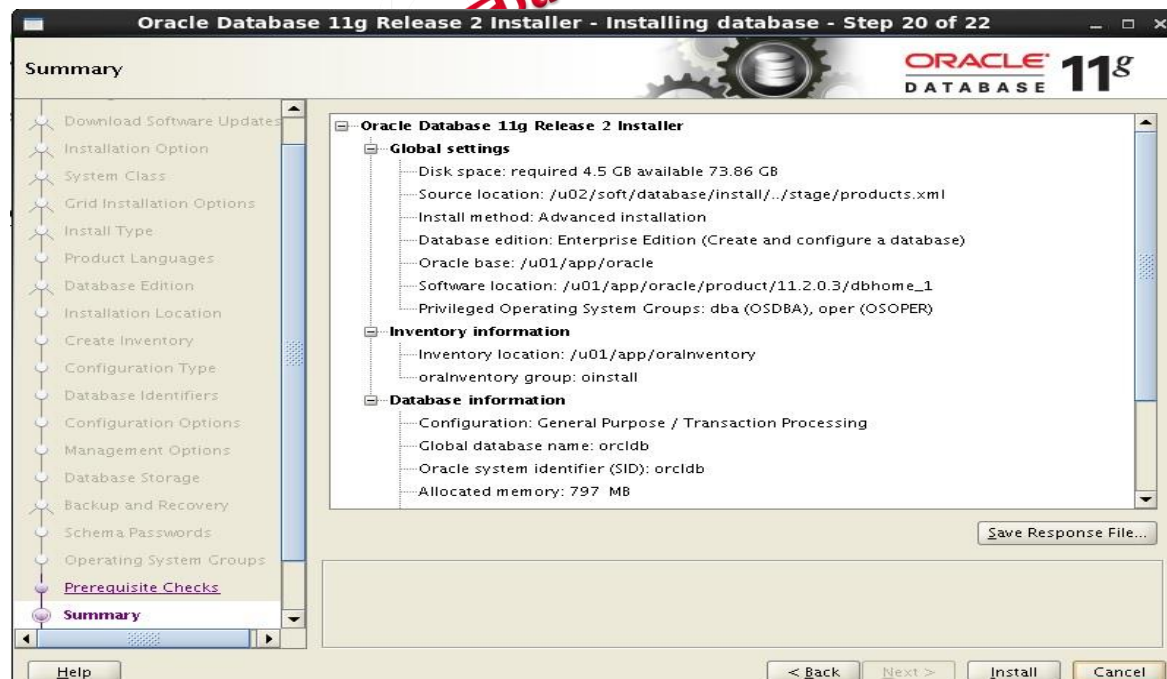 Oracle Database 11g Release 2 Installer - Installing database - Step 20 of 22
Summary
ORACLE
DATABASE 11g
Download Software Updates
Installation Option
System Class
Grid Installation Options
Install Type
Product Languages
Database Edition
Installation Location
Create Inventory
Configuration Type
Database Identifiers
Configuration Options
Management Options
Database Storage
Backup and Recovery
Schema Passwords
Operating System Groups
Prerequisite Checks
Summary
Oracle Database 11g Release 2 Installer
Global settings
Disk space: required 4.5 GB available 73.86 GB
Source location: /u02/soft/database/install/../stage/products.xml
Install method: Advanced installation
Database edition: Enterprise Edition (Create and configure a database)
Oracle base: /u01/app/oracle
Software location: /u01/app/oracle/product/11.2.0.3/dbhome_1
Privileged Operating System Groups: dba (OSDBA), oper (OSOPER)
Inventory information
Inventory location: /u01/app/oraInventory
oraInventory group: oinstall
Database information
Configuration: General Purpose / Transaction Processing
Global database name: orcldb
Oracle system identifier (SID): orcldb
Allocated memory: 797 MB
Save Response File...
Help
< Back
Next >
Install
Cancel